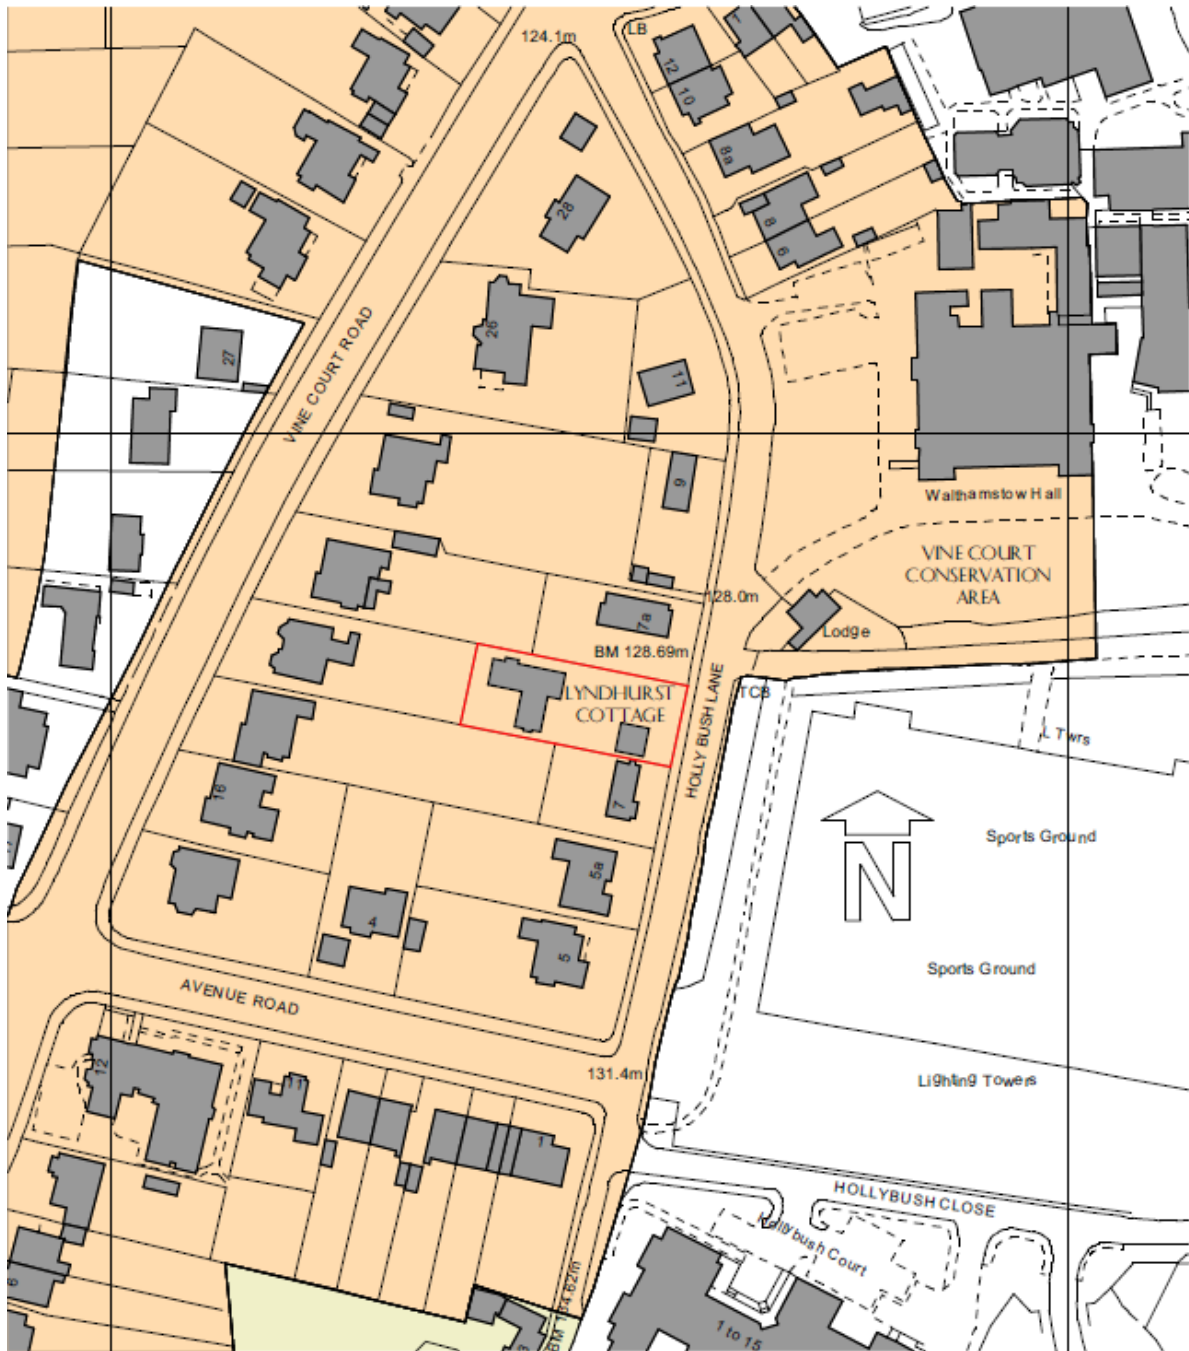 124.1m
LB
12
10
8a
28
8
6
26
27
VINE COURT ROAD
11
9
Walthamstow Hall
VINE COURT
CONSERVATION
AREA
128.0m
7a
Lodge
BM 128.69m
LYNDHURST
COTTAGE
TCB
HOLLY BUSH LANE
L Twrs
7
16
N
Sports Ground
5a
4
5
Sports Ground
AVENUE ROAD
131.4m
Lighting Towers
12
11
1
HOLLYBUSH CLOSE
Hollybush Court
6
BM 134.62m
3
1 to 15